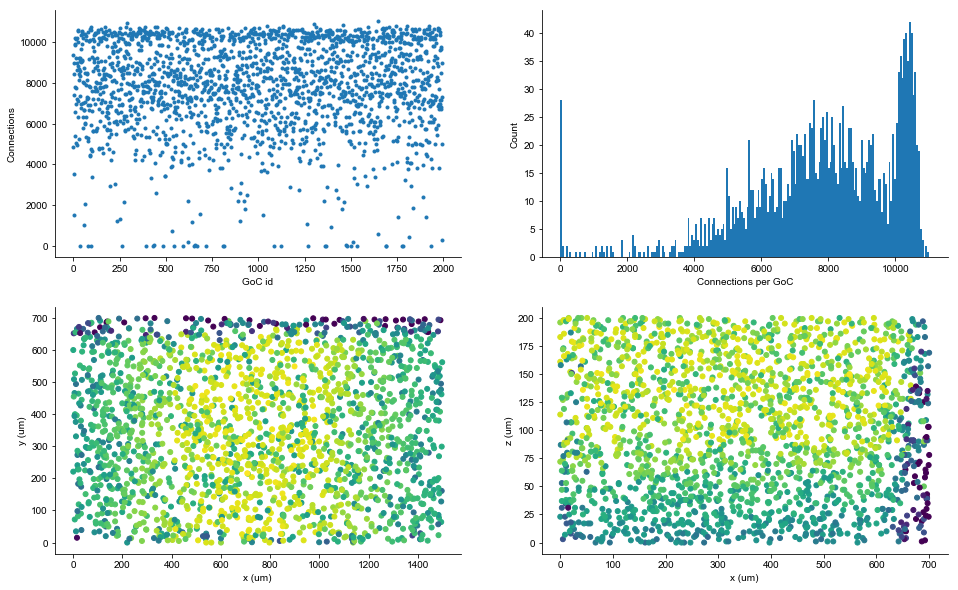 Connections
10000
8000
6000
4000
2000
0
0 250 500 750 1000 1250 1500 1750 2000
GoC id
Count
40
35
30
25
20
15
10
5
0
0 2000 4000 6000 8000 10000
Connections per GoC
y (um)
700
600
500
400
300
200
100
0
0 200 400 600 800 1000 1200 1400
x (um)
z (um)
200
175
150
125
100
75
50
25
0
0 100 200 300 400 500 600 700
x (um)